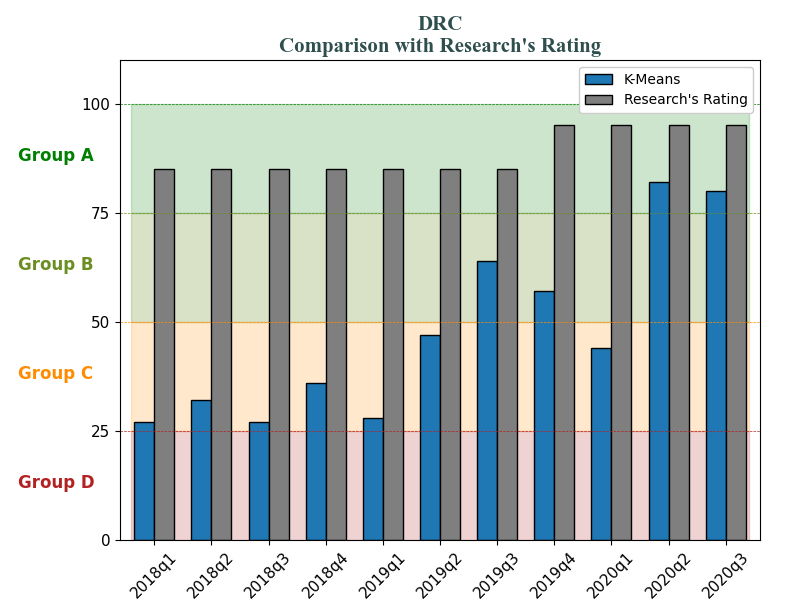 DRC
Comparison with Research's Rating
K-Means
Research's Rating
100
Group A
75
Group B
50
Group C
25
Group D
0
2018q1 2018q2 2018q3 2018q4 2019q1 2019q2 2019q3 2019q4 2020q1 2020q2 2020q3